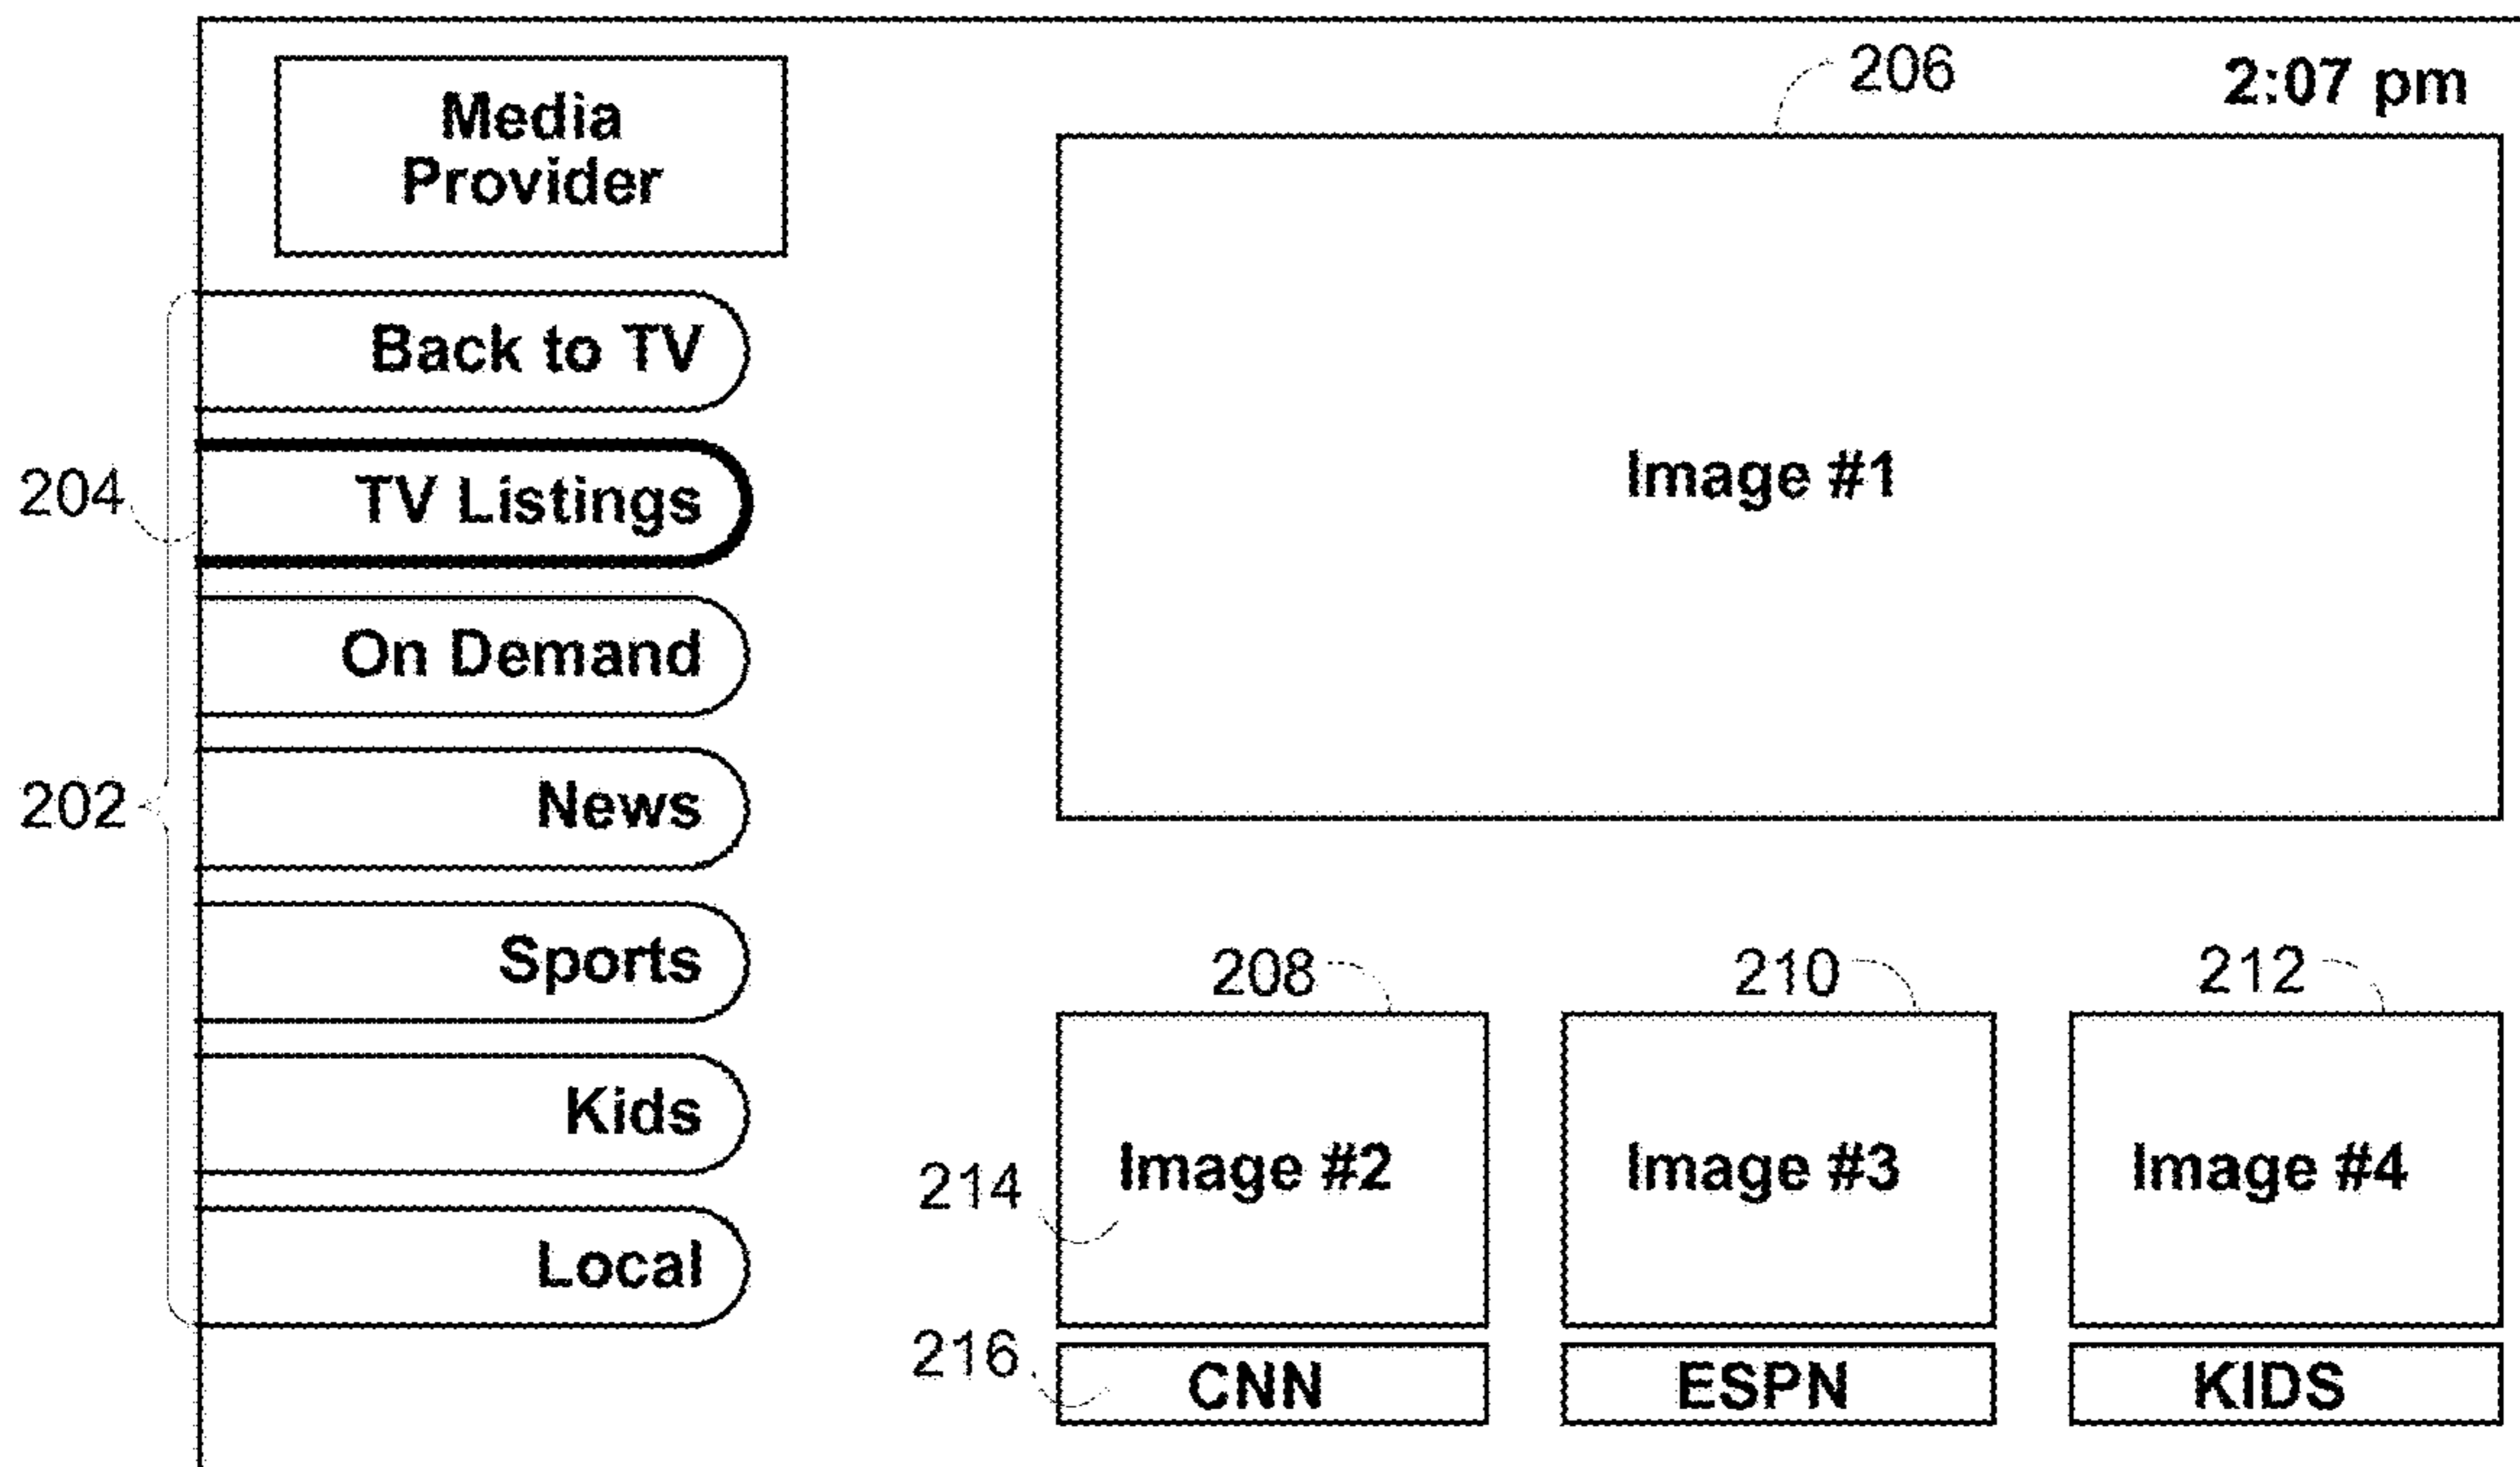 Media
Provider
206
2:07 pm
Back to TV
204
TV Listings
Image #1
On Demand
202
News
Sports
208
210
212
Kids
214
Image #2
Image #3
Image #4
Local
216
CNN
ESPN
KIDS